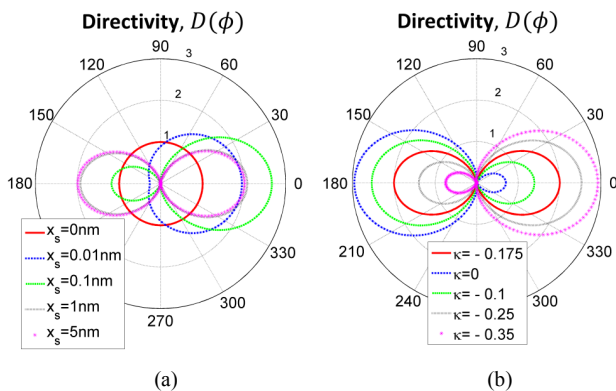 Directivity, D(ϕ)
90
3
120
60
2
150
30
1
180
0
330
300
270
x_s=0nm
x_s=0.01nm
x_s=0.1nm
x_s=1nm
x_s=5nm
(a)
Directivity, D(ϕ)
90
3
120
60
2
150
30
1
180
0
210
330
240
300
κ= - 0.175
κ=0
κ= - 0.1
κ= - 0.25
κ= - 0.35
(b)